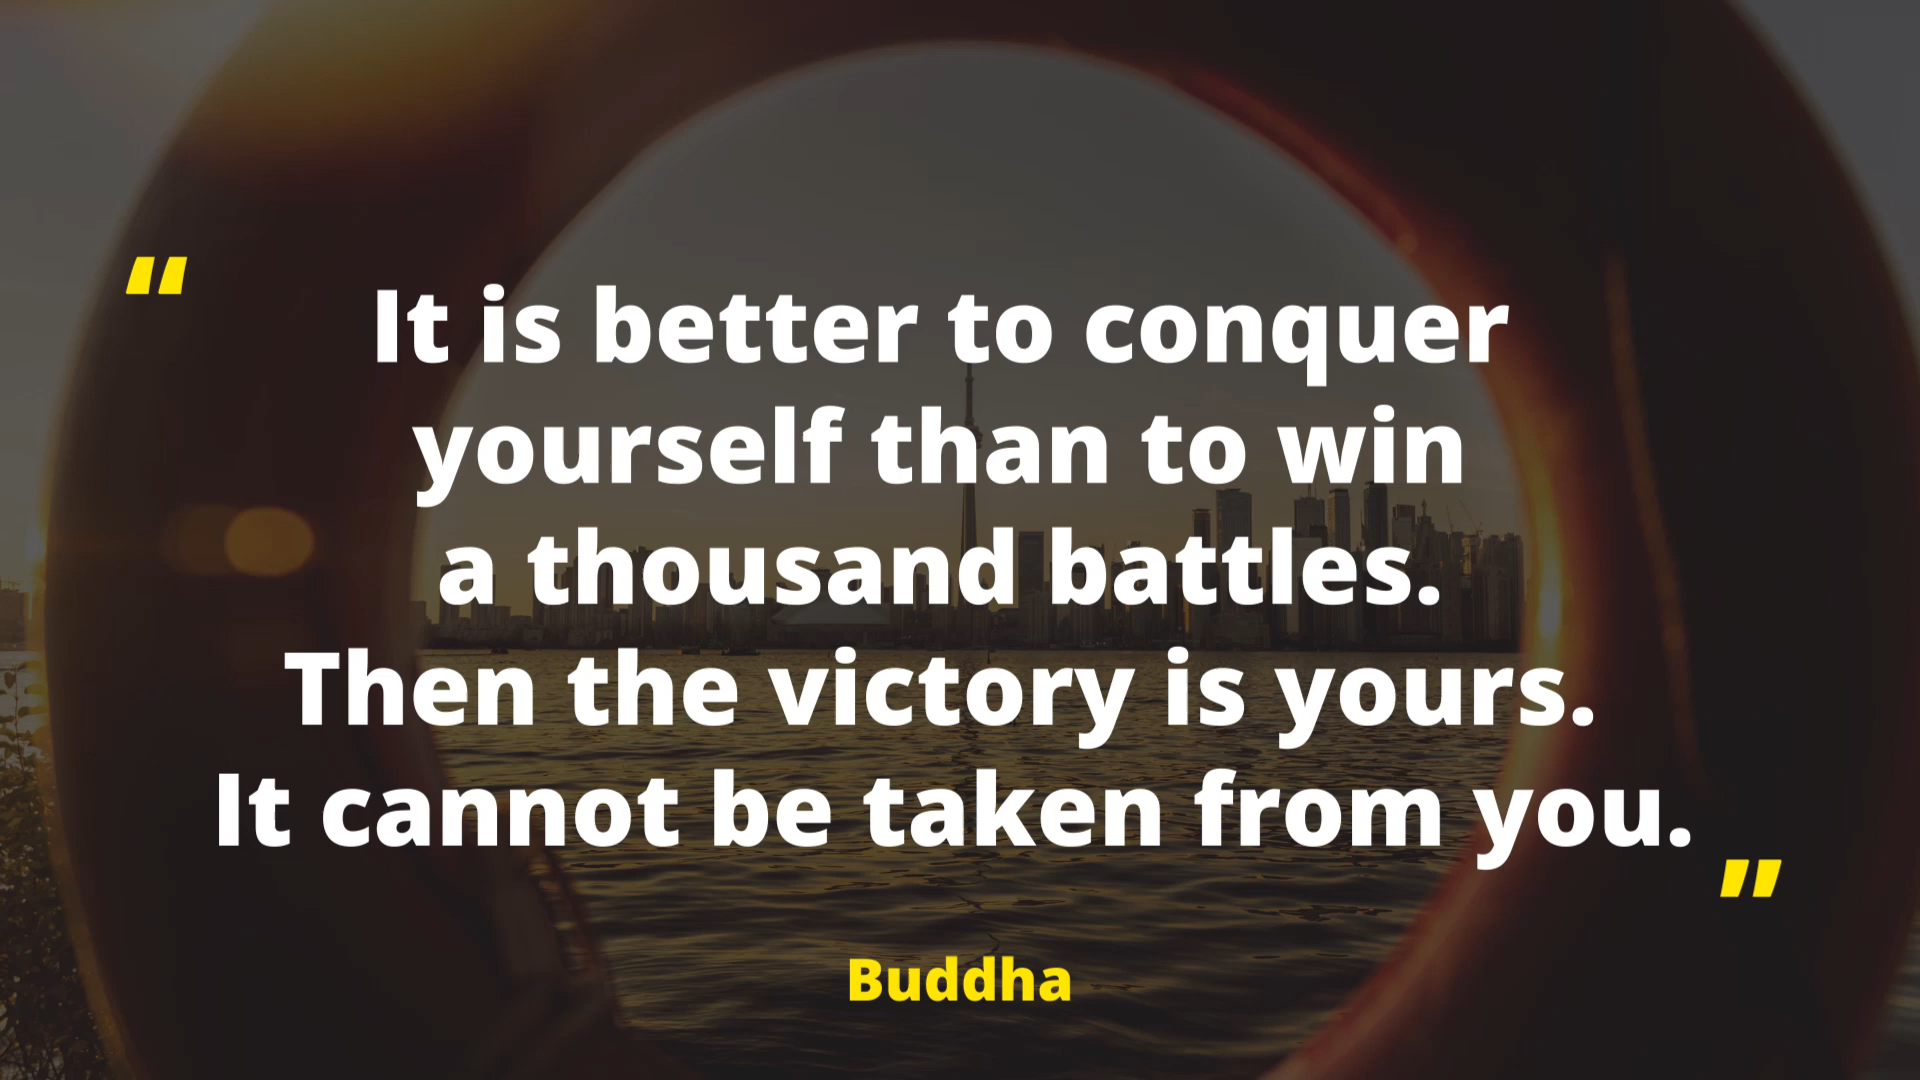 “
It is better to conquer
yourself than to win
a thousand battles.
Then the victory is yours.
It cannot be taken from you.
”
Buddha